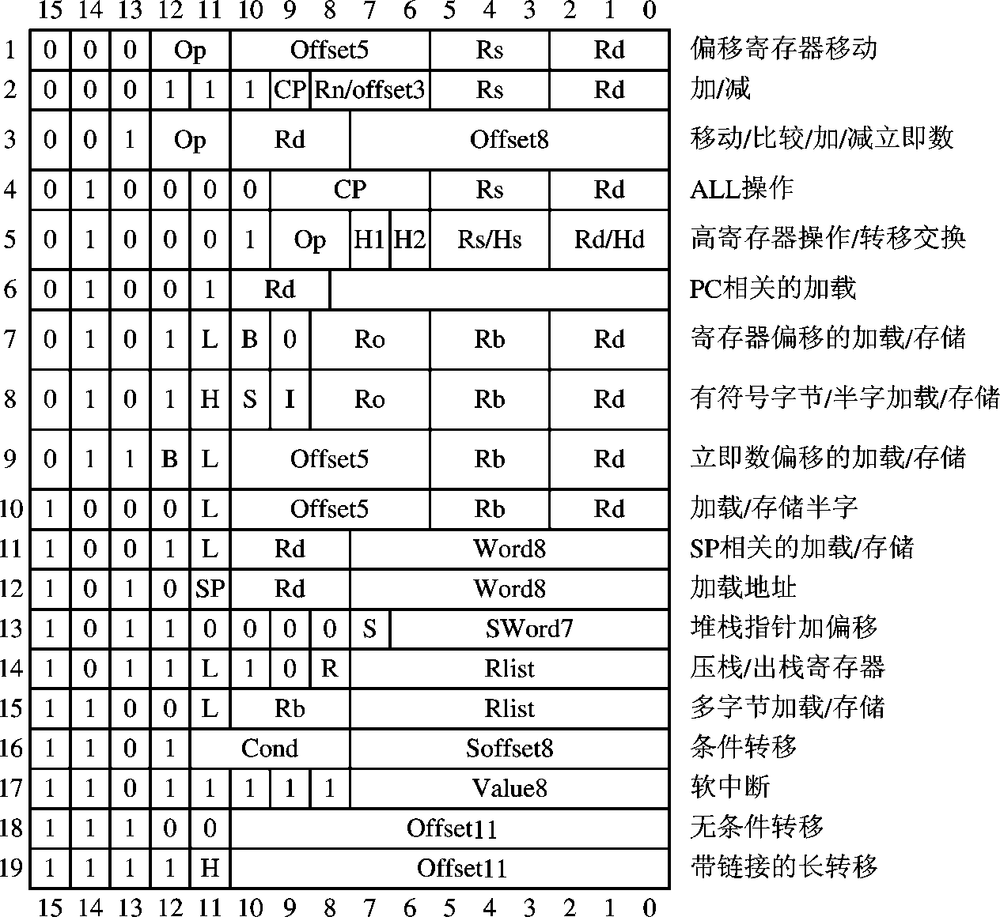 15 14 13 12 11 10 9 8 7 6 5 4 3 2 1 0
1 0 0 0 Op Offset5 Rs Rd 偏移寄存器移动
2 0 0 0 1 1 1 CP Rn/offset3 Rs Rd 加/减
3 0 0 1 Op Rd Offset8 移动/比较/加/减立即数
4 0 1 0 0 0 0 CP Rs Rd ALL操作
5 0 1 0 0 0 1 Op H1 H2 Rs/Hs Rd/Hd 高寄存器操作/转移交换
6 0 1 0 0 1 Rd PC相关的加载
7 0 1 0 1 L B 0 Ro Rb Rd 寄存器偏移的加载/存储
8 0 1 0 1 H S I Ro Rb Rd 有符号字节/半字加载/存储
9 0 1 1 B L Offset5 Rb Rd 立即数偏移的加载/存储
10 1 0 0 0 L Offset5 Rb Rd 加载/存储半字
11 1 0 0 1 L Rd Word8 SP相关的加载/存储
12 1 0 1 0 SP Rd Word8 加载地址
13 1 0 1 1 0 0 0 0 S SWord7 堆栈指针加偏移
14 1 0 1 1 L 1 0 R Rlist 压栈/出栈寄存器
15 1 1 0 0 L Rb Rlist 多字节加载/存储
16 1 1 0 1 Cond Soffset8 条件转移
17 1 1 0 1 1 1 1 1 Value8 软中断
18 1 1 1 0 0 Offset11 无条件转移
19 1 1 1 1 H Offset11 带链接的长转移
15 14 13 12 11 10 9 8 7 6 5 4 3 2 1 0